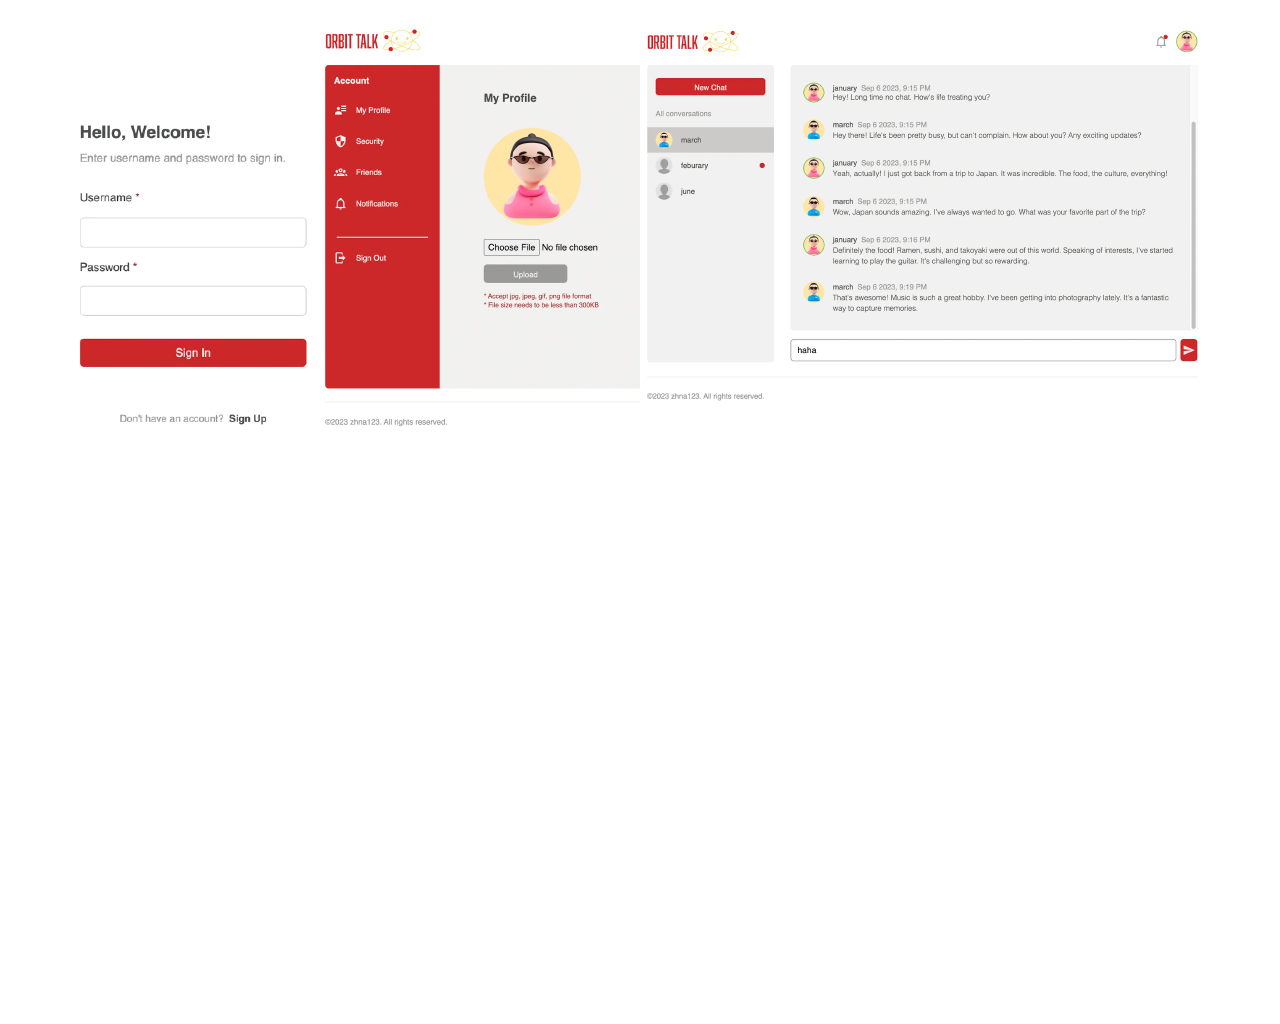 Hello, Welcome!
Enter username and password to sign in.
Username *
Password *
Sign In
Don't have an account? Sign Up
ORBIT TALK
Account
My Profile
Security
Friends
Notifications
Sign Out
My Profile
Choose File No file chosen
Upload
* Accept jpg, jpeg, gif, png file format
* File size needs to be less than 300KB
©2023 zhna123. All rights reserved.
ORBIT TALK
New Chat
All conversations
march
feburary
june
january Sep 6 2023, 9:15 PM
Hey! Long time no chat. How's life treating you?
march Sep 6 2023, 9:15 PM
Hey there! Life's been pretty busy, but can't complain. How about you? Any exciting updates?
january Sep 6 2023, 9:15 PM
Yeah, actually! I just got back from a trip to Japan. It was incredible. The food, the culture, everything!
march Sep 6 2023, 9:15 PM
Wow, Japan sounds amazing. I've always wanted to go. What was your favorite part of the trip?
january Sep 6 2023, 9:16 PM
Definitely the food! Ramen, sushi, and takoyaki were out of this world. Speaking of interests, I've started
learning to play the guitar. It's challenging but so rewarding.
march Sep 6 2023, 9:19 PM
That's awesome! Music is such a great hobby. I've been getting into photography lately. It's a fantastic
way to capture memories.
haha
©2023 zhna123. All rights reserved.